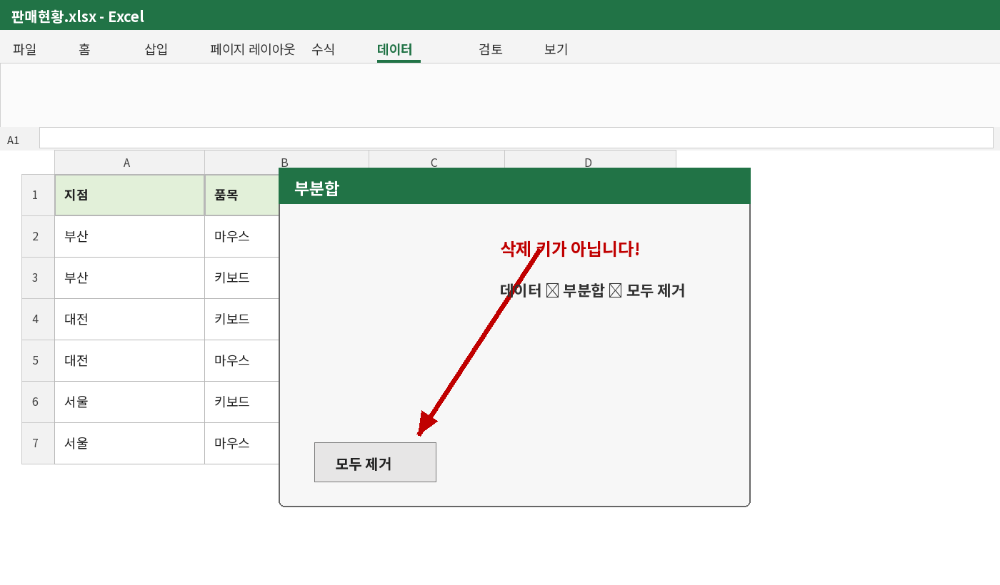 판매현황.xlsx - Excel
파일 홈 삽입 페이지 레이아웃 수식 데이터 검토 보기
A1
A B C D
1 지점 품목
부분합
2 부산 마우스
삭제 키가 아닙니다!
3 부산 키보드
데이터 ☒ 부분합 ☒ 모두 제거
4 대전 키보드
5 대전 마우스
6 서울 키보드
7 서울 마우스
모두 제거